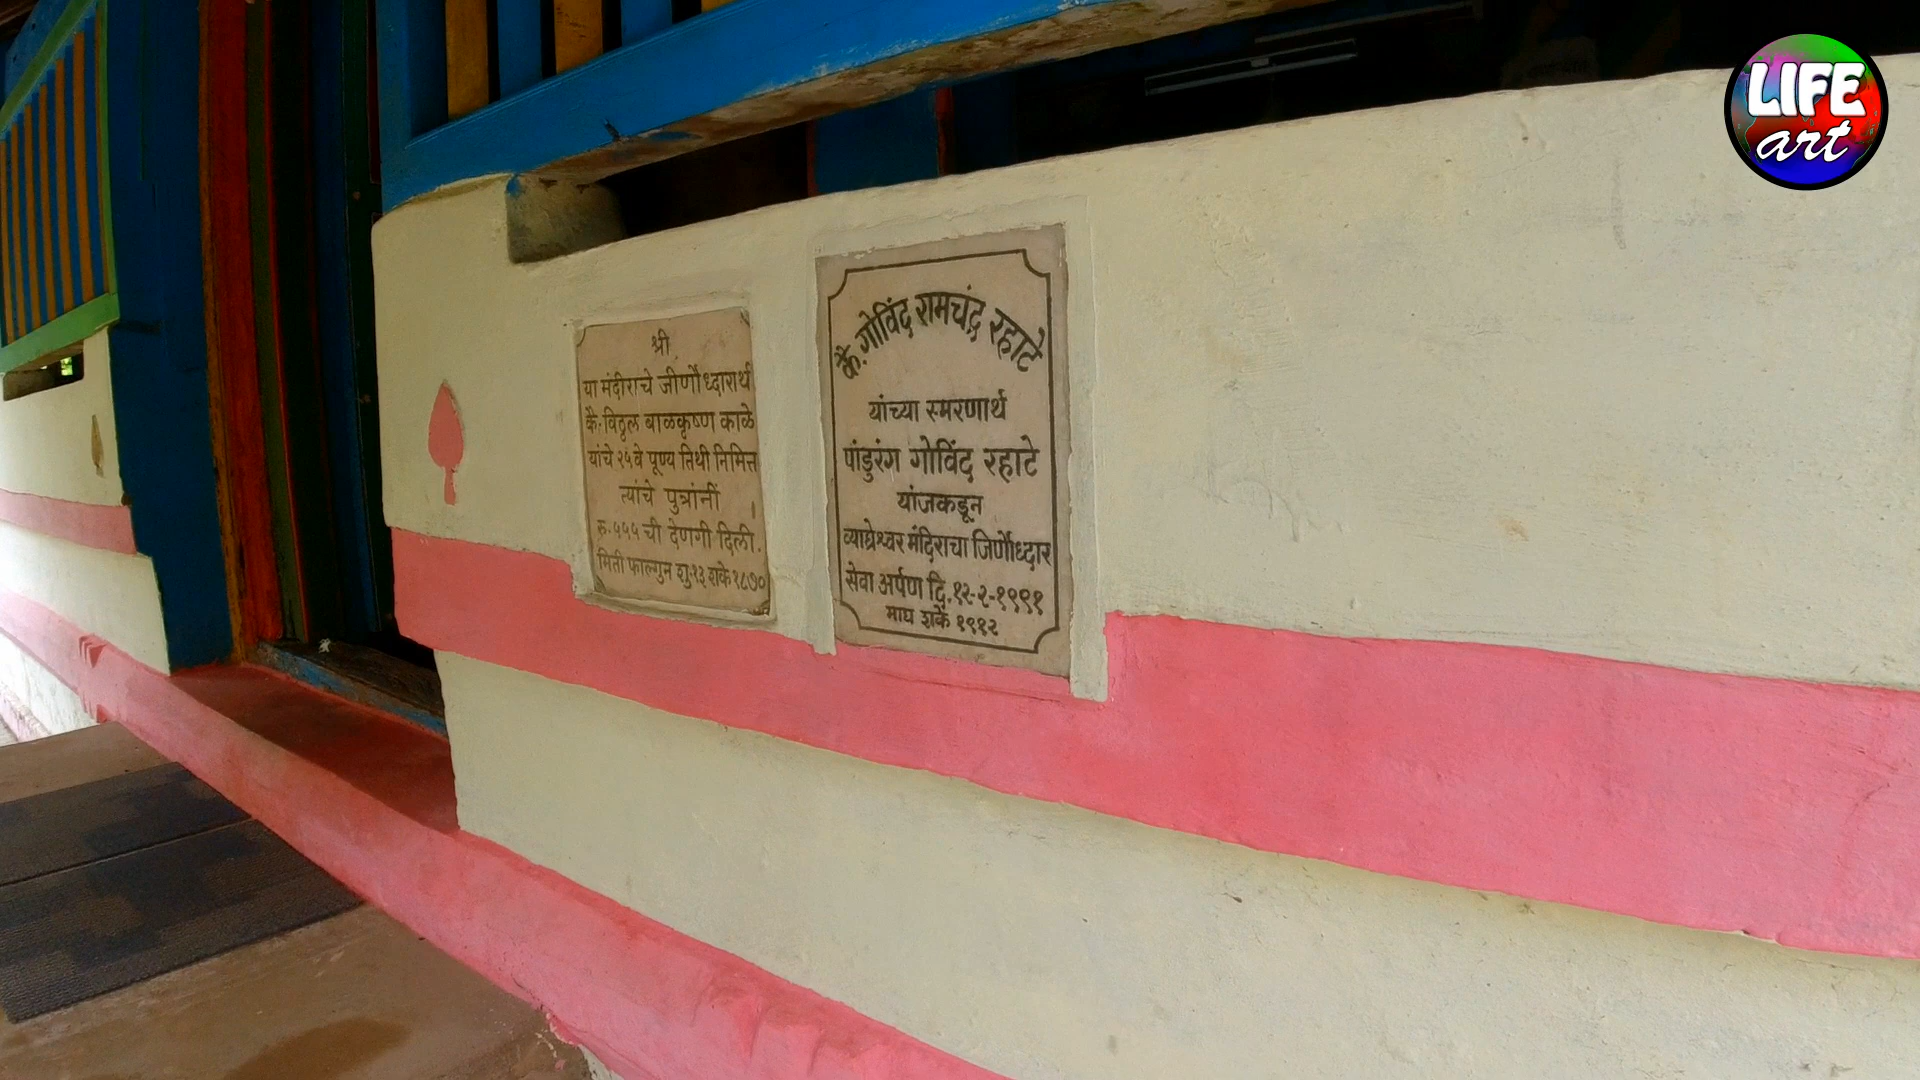 श्री
या मंदीराचे जीर्णोध्दारार्थ
कै. विठ्ठल बाळकृष्ण काळे
यांचे २५ वे पूण्य तिथी निमित्त
त्यांचे पुत्रांनीं
रु. ५५५ ची देणगी दिली.
मिती फाल्गुन शु. १३ शके १८७०
कै. गोविंद रामचंद्र रहाटे
यांच्या स्मरणार्थ
पांडुरंग गोविंद रहाटे
यांजकडून
व्याघ्रेश्वर मंदिराचा जिर्णोध्दार
सेवा अर्पण दि. १२-२-१९९१
माघ शके १९१२
LIFE
art